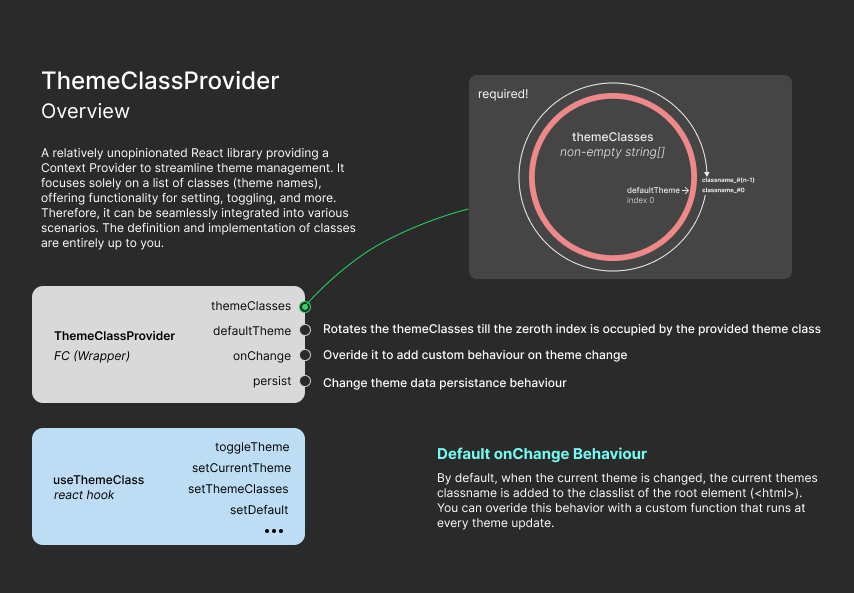 ThemeClassProvider
Overview
A relatively unopinionated React library providing a
Context Provider to streamline theme management. It
focuses solely on a list of classes (theme names),
offering functionality for setting, toggling, and more.
Therefore, it can be seamlessly integrated into various
scenarios. The definition and implementation of classes
are entirely up to you.
required!
themeClasses
non-empty string[]
defaultTheme
index 0
classname_#(n-1)
classname_#0
ThemeClassProvider
FC (Wrapper)
themeClasses
defaultTheme
onChange
persist
Rotates the themeClasses till the zeroth index is occupied by the provided theme class
Overide it to add custom behaviour on theme change
Change theme data persistance behaviour
useThemeClass
react hook
toggleTheme
setCurrentTheme
setThemeClasses
setDefault
•••
Default onChange Behaviour
By default, when the current theme is changed, the current themes
classname is added to the classlist of the root element (<html>).
You can overide this behavior with a custom function that runs at
every theme update.